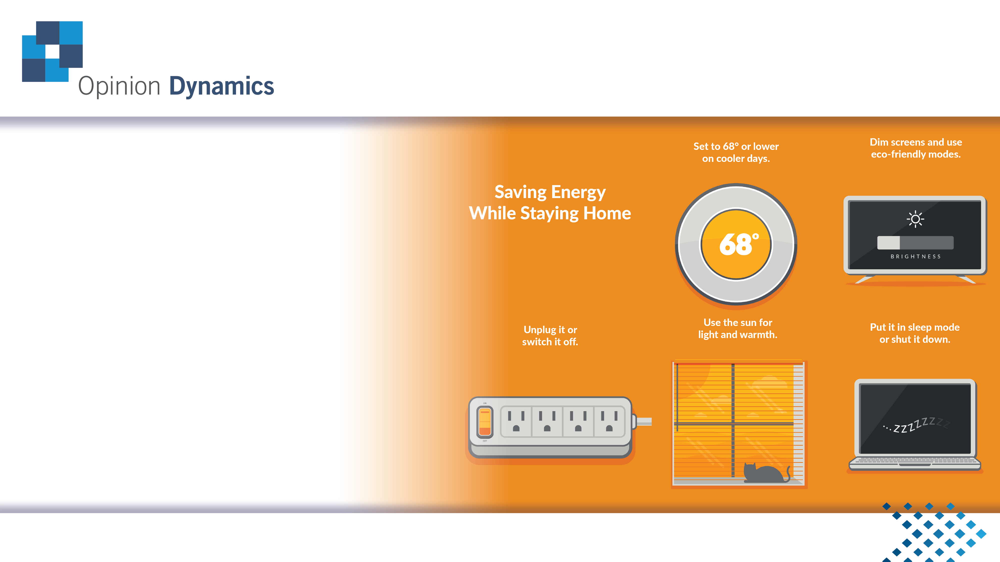 Opinion Dynamics
Saving Energy
While Staying Home
Set to 68° or lower
on cooler days.
68°
Dim screens and use
eco-friendly modes.
BRIGHTNESS
Unplug it or
switch it off.
ON
OFF
Use the sun for
light and warmth.
Put it in sleep mode
or shut it down.
...zzzzzzzz